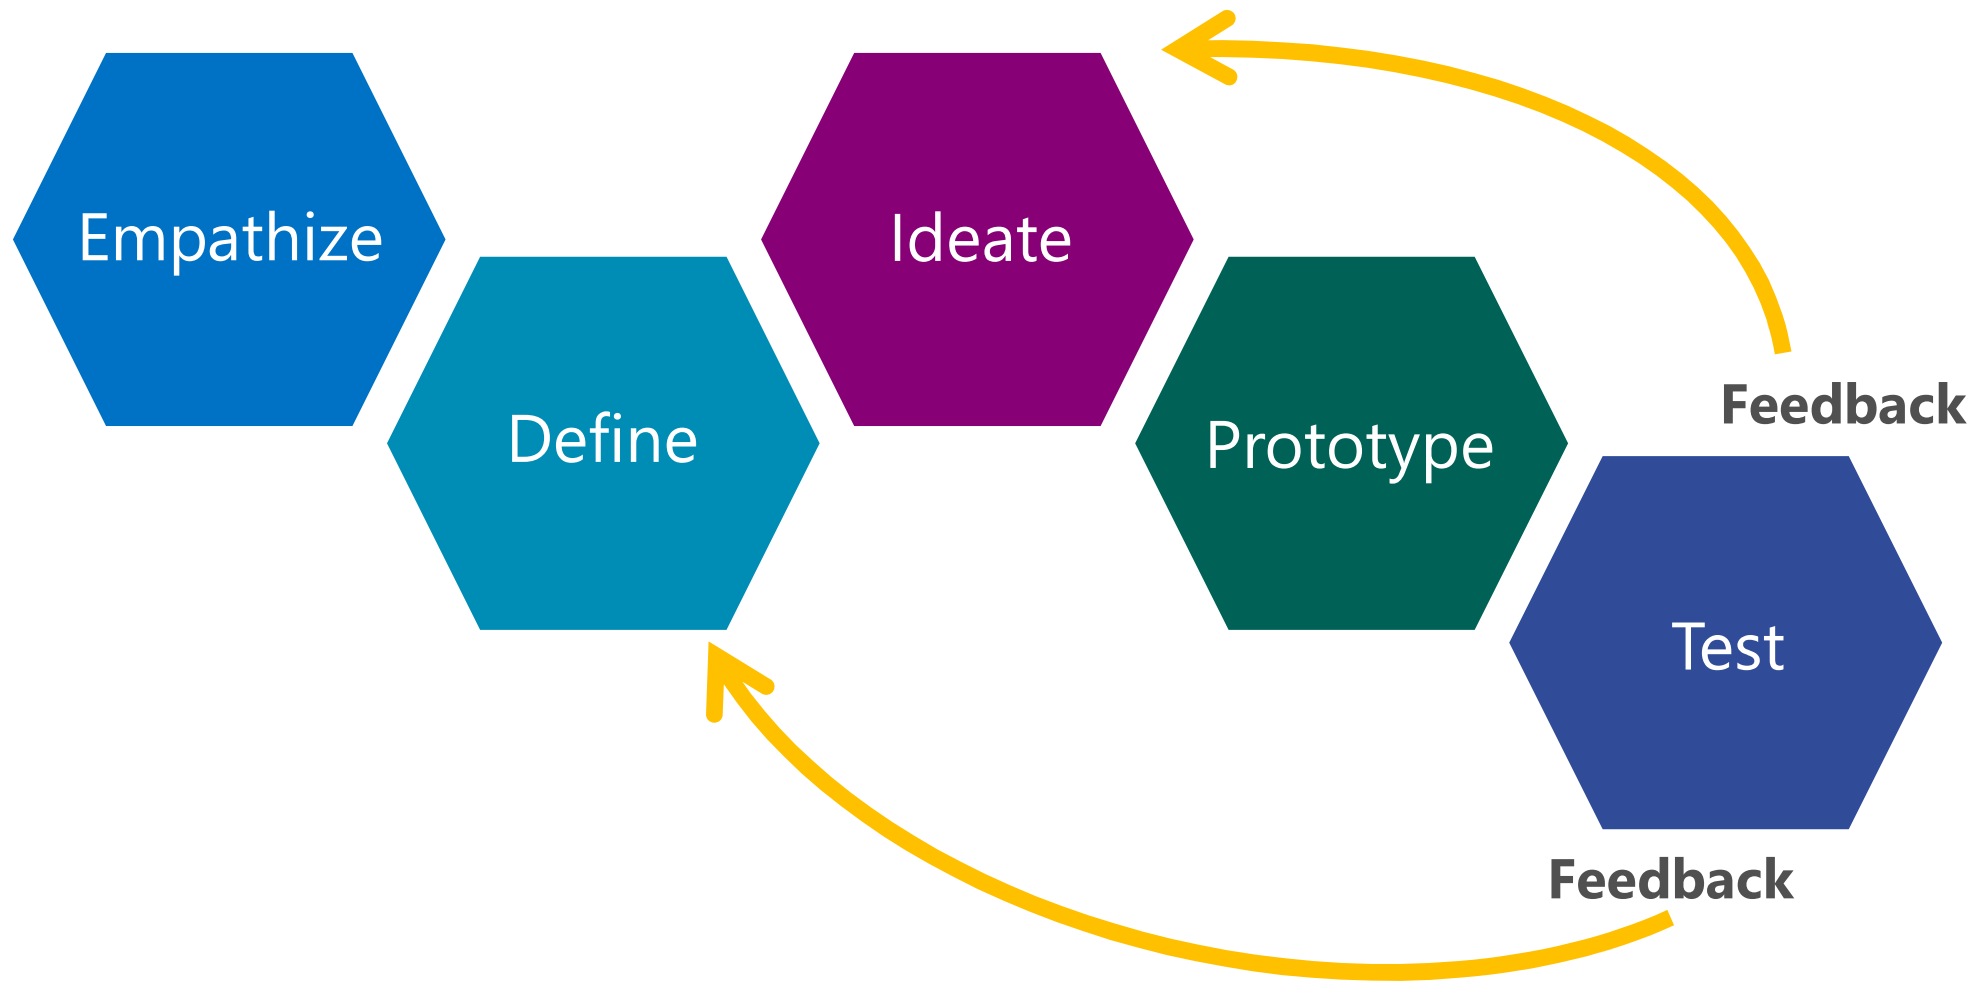 Empathize
Define
Ideate
Prototype
Feedback
Test
Feedback